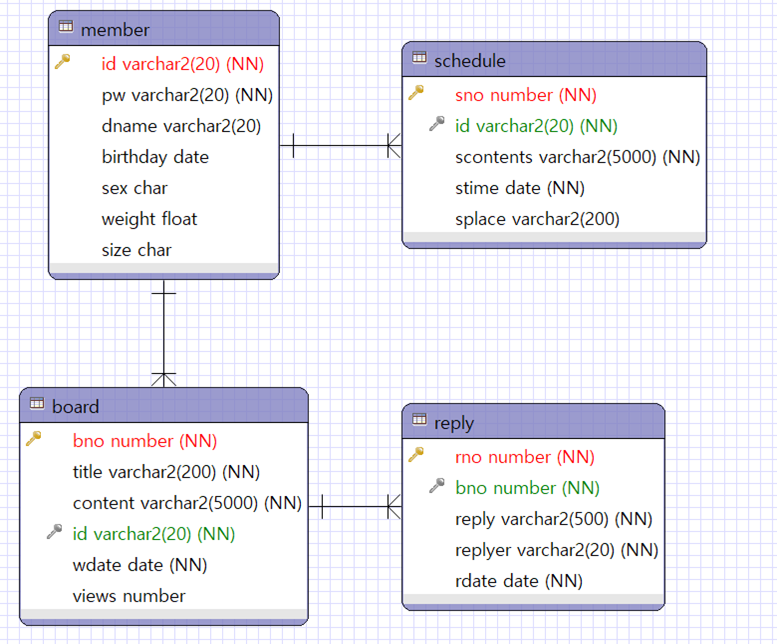 member
id varchar2(20) (NN)
pw varchar2(20) (NN)
dname varchar2(20)
birthday date
sex char
weight float
size char
schedule
sno number (NN)
id varchar2(20) (NN)
scontents varchar2(5000) (NN)
stime date (NN)
splace varchar2(200)
board
bno number (NN)
title varchar2(200) (NN)
content varchar2(5000) (NN)
id varchar2(20) (NN)
wdate date (NN)
views number
reply
rno number (NN)
bno number (NN)
reply varchar2(500) (NN)
replyer varchar2(20) (NN)
rdate date (NN)